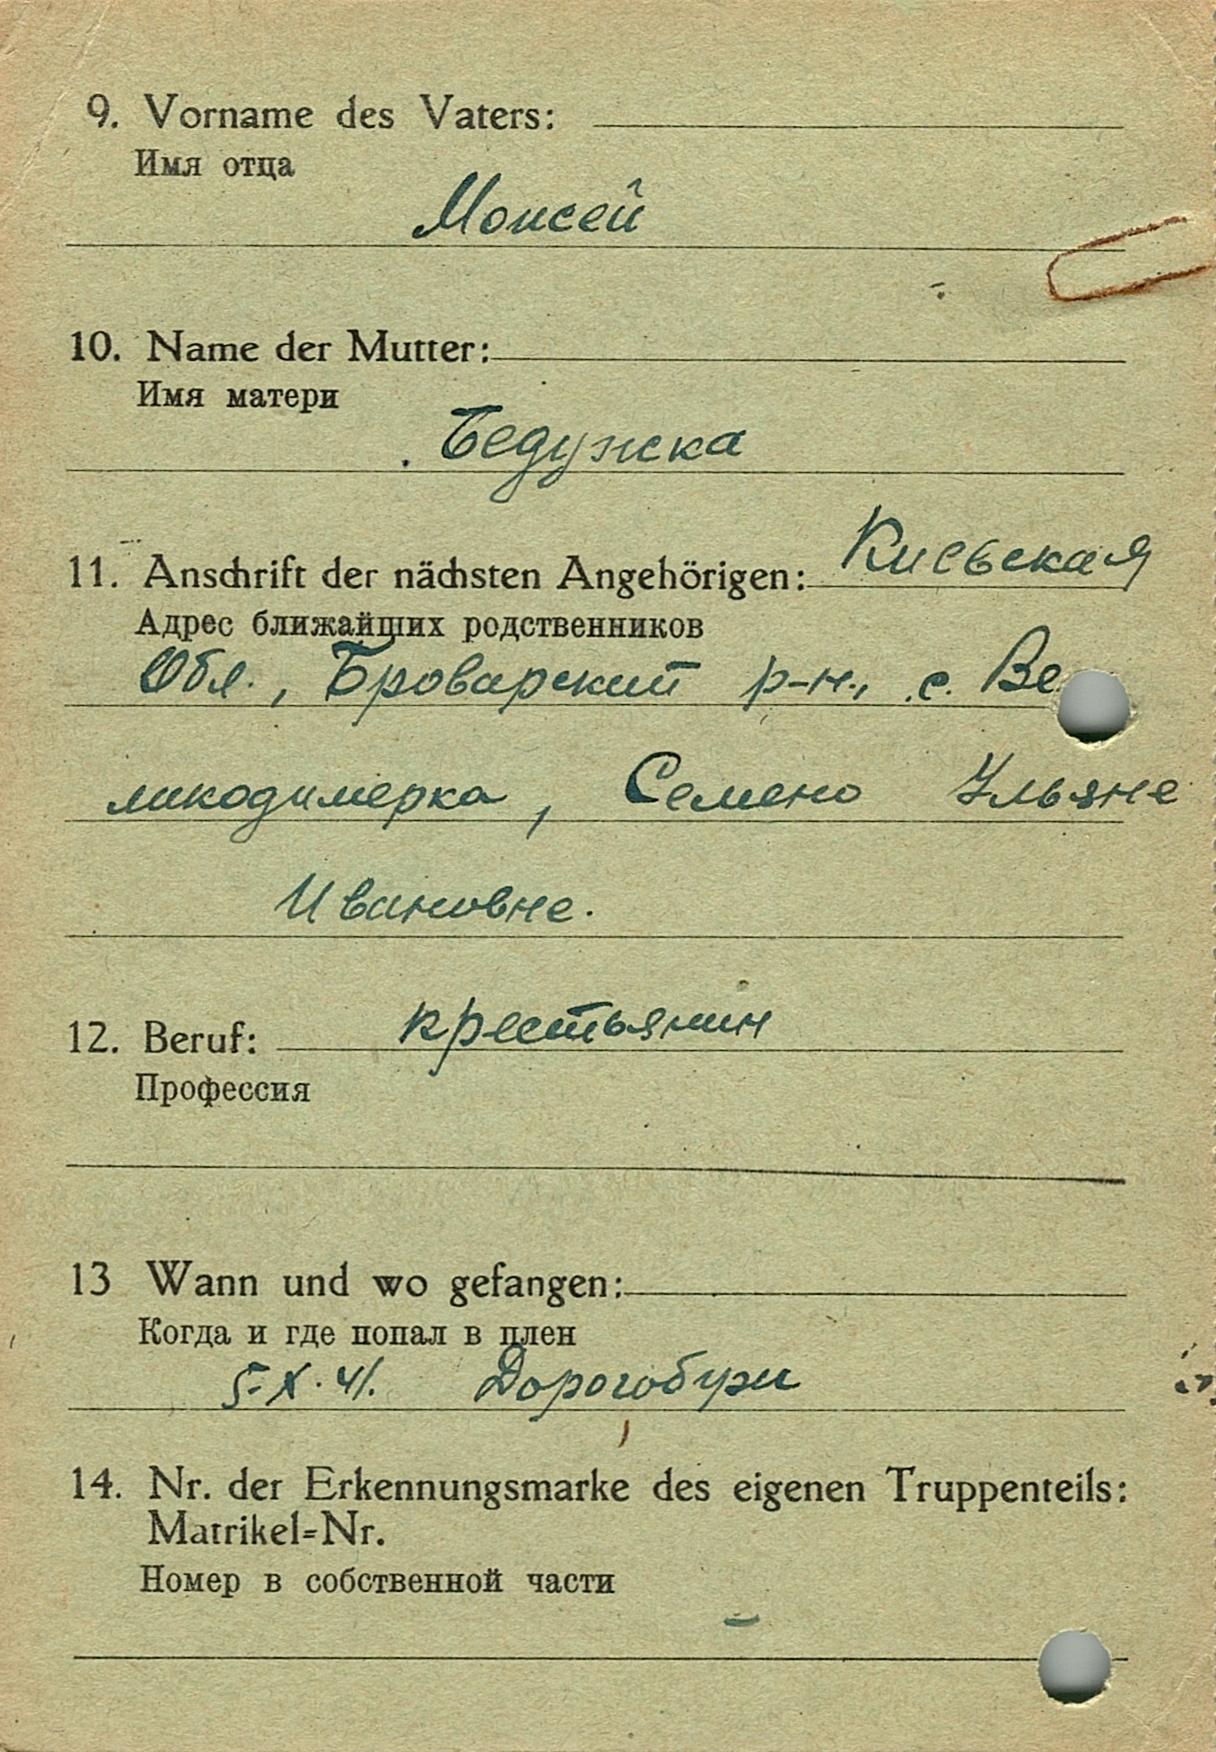 9. Vorname des Vaters:
Имя отца
Моисей
10. Name der Mutter:
Имя матери
Бедужка
11. Anschrift der nächsten Angehörigen: Киевская
Адрес ближайших родственников
Обл., Броварский р-н., с. Ве
ликодимерка, Семено Ульяне
Ивановне.
12. Beruf: крестьянин
Профессия
13 Wann und wo gefangen:
Когда и где попал в плен
5-X.41. Дорогобуж
14. Nr. der Erkennungsmarke des eigenen Truppenteils:
Matrikel=Nr.
Номер в собственной части
–